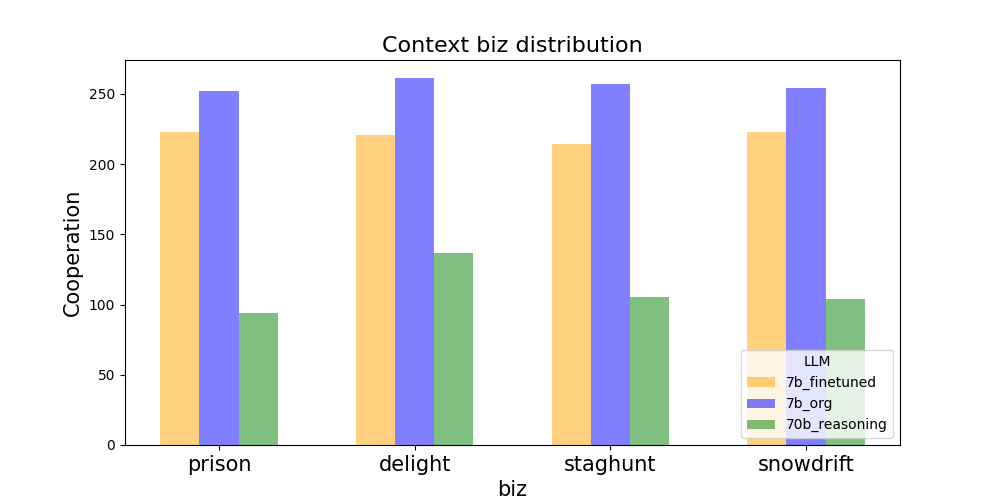 Context biz distribution
Cooperation
250
200
150
100
50
0
LLM
7b_finetuned
7b_org
70b_reasoning
prison delight staghunt snowdrift
biz